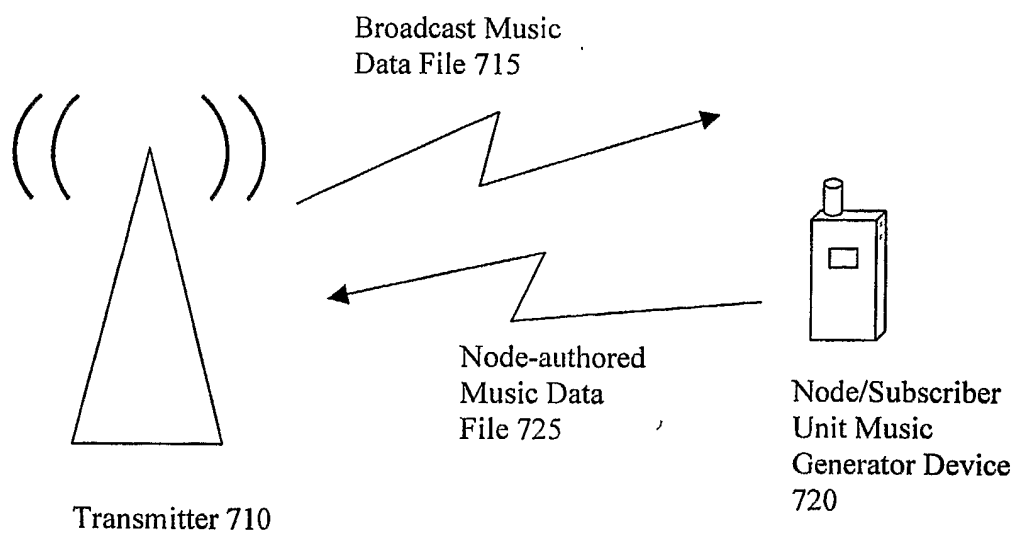 Broadcast Music
Data File 715
Node-authored
Music Data
File 725
Node/Subscriber
Unit Music
Generator Device
720
Transmitter 710